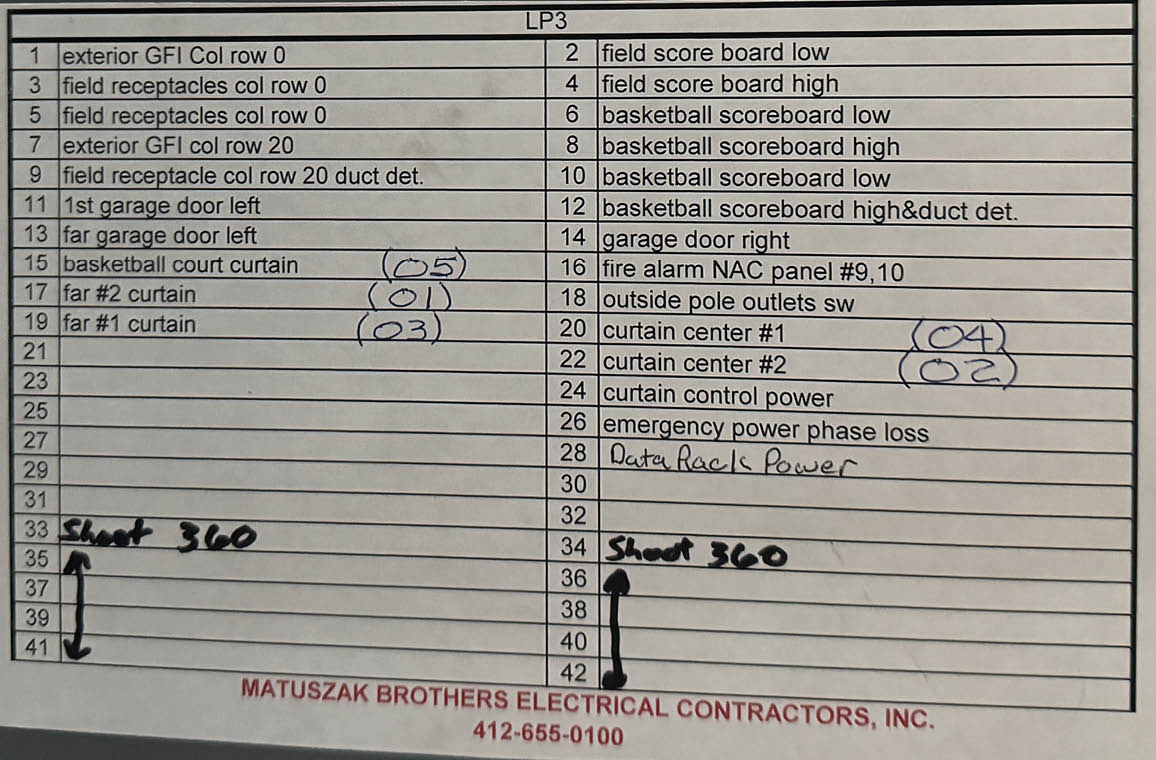 LP3
1 exterior GFI Col row 0 2 field score board low
3 field receptacles col row 0 4 field score board high
5 field receptacles col row 0 6 basketball scoreboard low
7 exterior GFI col row 20 8 basketball scoreboard high
9 field receptacle col row 20 duct det. 10 basketball scoreboard low
11 1st garage door left 12 basketball scoreboard high&duct det.
13 far garage door left 14 garage door right
15 basketball court curtain (05) 16 fire alarm NAC panel #9,10
17 far #2 curtain (01) 18 outside pole outlets sw
19 far #1 curtain (03) 20 curtain center #1 (04)
21 22 curtain center #2 (02)
23 24 curtain control power
25 26 emergency power phase loss
27 28 Data Rack Power
29 30
31 32
33 Shoot 360 34 Shoot 360
35 36
37 38
39 40
41 42
MATUSZAK BROTHERS ELECTRICAL CONTRACTORS, INC.
412-655-0100